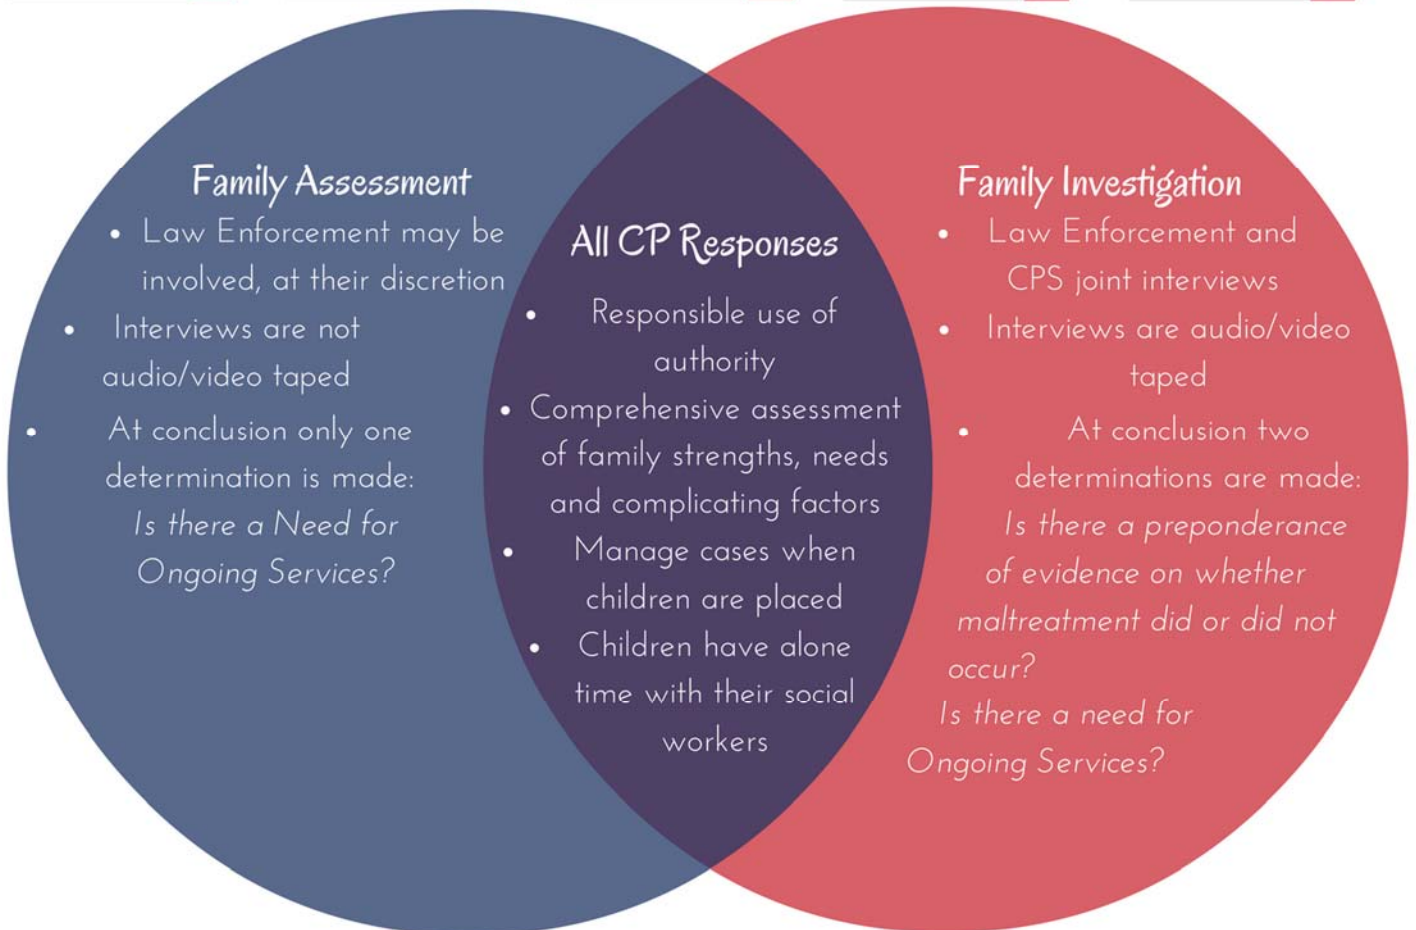 Family Assessment
• Law Enforcement may be
involved, at their discretion
• Interviews are not
audio/video taped
• At conclusion only one
determination is made:
Is there a Need for
Ongoing Services?
All CP Responses
• Responsible use of
authority
• Comprehensive assessment
of family strengths, needs
and complicating factors
• Manage cases when
children are placed
• Children have alone
time with their social
workers
Family Investigation
• Law Enforcement and
CPS joint interviews
• Interviews are audio/video
taped
• At conclusion two
determinations are made:
Is there a preponderance
of evidence on whether
maltreatment did or did not
occur?
Is there a need for
Ongoing Services?